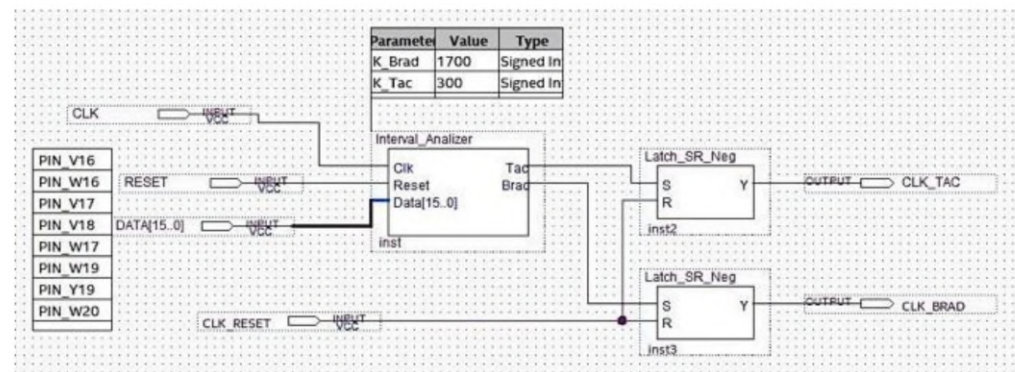 Parameter Value Type
K_Brad 1700 Signed In
K_Tac 300 Signed In
CLK INPUT VCC
Interval_Analizer
Clk Tac
Reset Brad
Data[15..0]
inst
PIN_V16
PIN_W16
PIN_V17
PIN_V18
PIN_W17
PIN_W19
PIN_Y19
PIN_W20
RESET INPUT VCC
DATA[15..0] INPUT VCC
CLK_RESET INPUT VCC
Latch_SR_Neg
S Y
R
inst2
OUTPUT CLK_TAC
Latch_SR_Neg
S Y
R
inst3
OUTPUT CLK_BRAD